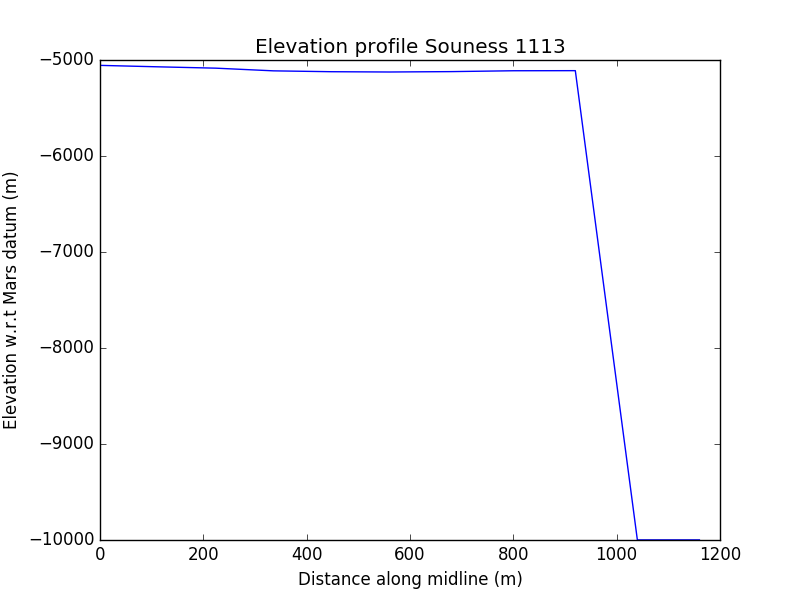 Elevation profile Souness 1113
Elevation w.r.t Mars datum (m)
−5000
−6000
−7000
−8000
−9000
−10000
0 200 400 600 800 1000 1200
Distance along midline (m)